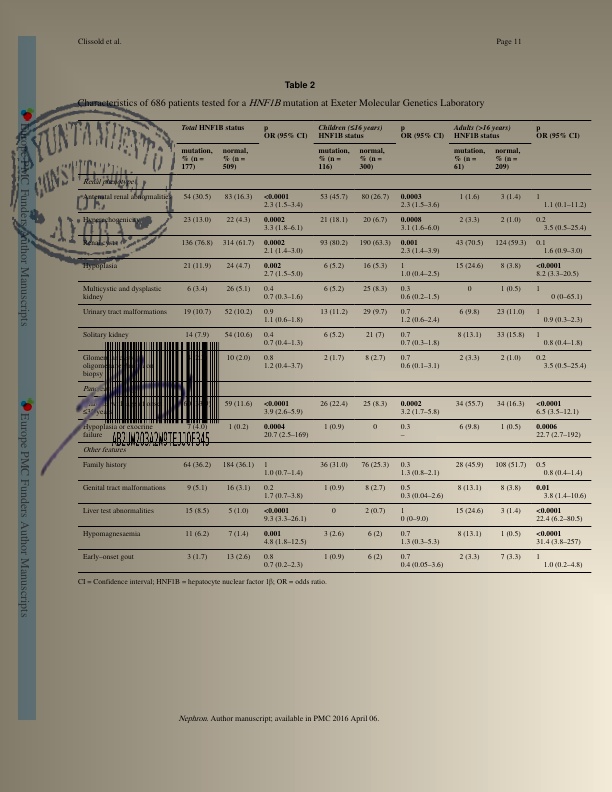 Clissold et al. Page 11
Europe PMC Funders Author Manuscripts
Europe PMC Funders Author Manuscripts
AYUNTAMIENTO
CONSTITUCIONAL
DE
AYORA
Table 2
Characteristics of 686 patients tested for a HNF1B mutation at Exeter Molecular Genetics Laboratory
Total HNF1B status p OR (95% CI) Children (≤16 years) HNF1B status p OR (95% CI) Adults (>16 years) HNF1B status p OR (95% CI)
mutation, % (n = 177) normal, % (n = 509) mutation, % (n = 116) normal, % (n = 300) mutation, % (n = 61) normal, % (n = 209)
Renal phenotypes
Antenatal renal abnormalities 54 (30.5) 83 (16.3) <0.0001 53 (45.7) 80 (26.7) 0.0003 1 (1.6) 3 (1.4) 1
2.3 (1.5–3.4) 2.3 (1.5–3.6) 1.1 (0.1–11.2)
Hyperechogenicity 23 (13.0) 22 (4.3) 0.0002 21 (18.1) 20 (6.7) 0.0008 2 (3.3) 2 (1.0) 0.2
3.3 (1.8–6.1) 3.1 (1.6–6.0) 3.5 (0.5–25.4)
Renal cysts 136 (76.8) 314 (61.7) 0.0002 93 (80.2) 190 (63.3) 0.001 43 (70.5) 124 (59.3) 0.1
2.1 (1.4–3.0) 2.3 (1.4–3.9) 1.6 (0.9–3.0)
Hypoplasia 21 (11.9) 24 (4.7) 0.002 6 (5.2) 16 (5.3) 1 15 (24.6) 8 (3.8) <0.0001
2.7 (1.5–5.0) 1.0 (0.4–2.5) 8.2 (3.3–20.5)
Multicystic and dysplastic 6 (3.4) 26 (5.1) 0.4 6 (5.2) 25 (8.3) 0.3 0 1 (0.5) 1
kidney 0.7 (0.3–1.6) 0.6 (0.2–1.5) 0 (0–65.1)
Urinary tract malformations 19 (10.7) 52 (10.2) 0.9 13 (11.2) 29 (9.7) 0.7 6 (9.8) 23 (11.0) 1
1.1 (0.6–1.8) 1.2 (0.6–2.4) 0.9 (0.3–2.3)
Solitary kidney 14 (7.9) 54 (10.6) 0.4 6 (5.2) 21 (7) 0.7 8 (13.1) 33 (15.8) 1
0.7 (0.4–1.3) 0.7 (0.3–1.8) 0.8 (0.4–1.8)
10 (2.0) 0.8 2 (1.7) 8 (2.7) 0.7 2 (3.3) 2 (1.0) 0.2
on 1.2 (0.4–3.7) 0.6 (0.1–3.1) 3.5 (0.5–25.4)
biopsy
59 (11.6) <0.0001 26 (22.4) 25 (8.3) 0.0002 34 (55.7) 34 (16.3) <0.0001
3.9 (2.6–5.9) 3.2 (1.7–5.8) 6.5 (3.5–12.1)
Hypoplasia or exocrine 7 (4.0) 1 (0.2) 0.0004 1 (0.9) 0 0.3 6 (9.8) 1 (0.5) 0.0006
failure 20.7 (2.5–169) – 22.7 (2.7–192)
AB2JW203A2W9TEJJOF345
Other features
Family history 64 (36.2) 184 (36.1) 1 36 (31.0) 76 (25.3) 0.3 28 (45.9) 108 (51.7) 0.5
1.0 (0.7–1.4) 1.3 (0.8–2.1) 0.8 (0.4–1.4)
Genital tract malformations 9 (5.1) 16 (3.1) 0.2 1 (0.9) 8 (2.7) 0.5 8 (13.1) 8 (3.8) 0.01
1.7 (0.7–3.8) 0.3 (0.04–2.6) 3.8 (1.4–10.6)
Liver test abnormalities 15 (8.5) 5 (1.0) <0.0001 0 2 (0.7) 1 15 (24.6) 3 (1.4) <0.0001
9.3 (3.3–26.1) 0 (0–9.0) 22.4 (6.2–80.5)
Hypomagnesaemia 11 (6.2) 7 (1.4) 0.001 3 (2.6) 6 (2) 0.7 8 (13.1) 1 (0.5) <0.0001
4.8 (1.8–12.5) 1.3 (0.3–5.3) 31.4 (3.8–257)
Early–onset gout 3 (1.7) 13 (2.6) 0.8 1 (0.9) 6 (2) 0.7 2 (3.3) 7 (3.3) 1
0.7 (0.2–2.3) 0.4 (0.05–3.6) 1.0 (0.2–4.8)
CI = Confidence interval; HNF1B = hepatocyte nuclear factor 1β; OR = odds ratio.
Nephron. Author manuscript; available in PMC 2016 April 06.